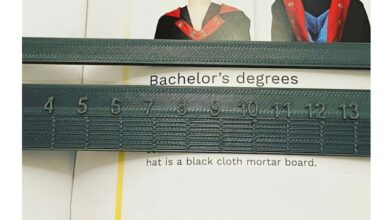 Bachelor's degrees
4 5 6 7 8 9 10 11 12 13
hat is a black cloth mortar board.